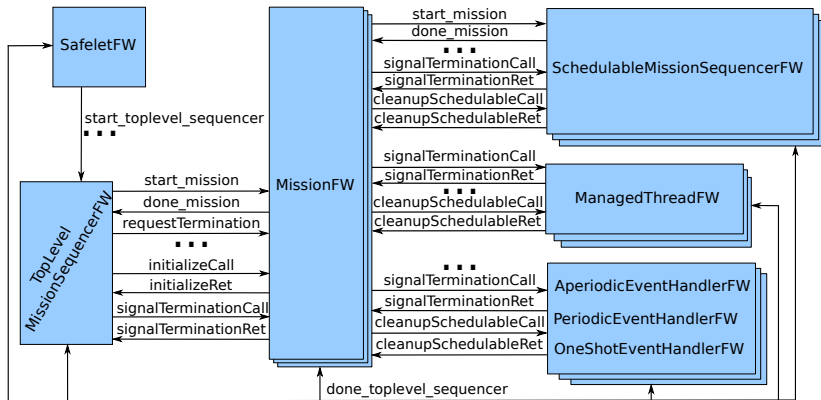 SafeletFW
start_toplevel_sequencer
...
TopLevel
MissionSequencerFW
start_mission
done_mission
requestTermination
...
initializeCall
initializeRet
signalTerminationCall
signalTerminationRet
MissionFW
start_mission
done_mission
...
signalTerminationCall
signalTerminationRet
cleanupSchedulableCall
cleanupSchedulableRet
SchedulableMissionSequencerFW
signalTerminationCall
signalTerminationRet
...
cleanupSchedulableCall
cleanupSchedulableRet
ManagedThreadFW
...
signalTerminationCall
signalTerminationRet
cleanupSchedulableCall
cleanupSchedulableRet
AperiodicEventHandlerFW
PeriodicEventHandlerFW
OneShotEventHandlerFW
done_toplevel_sequencer